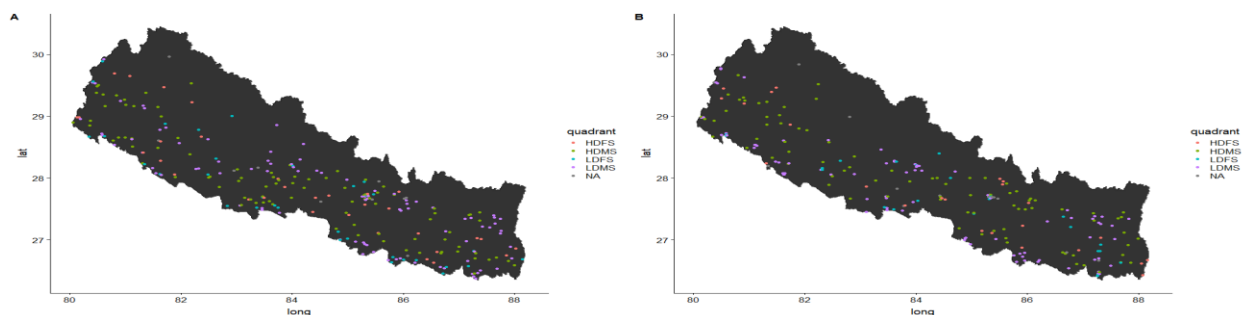 A
30
29
28
27
lat
80
82
84
86
88
long
quadrant
HDFS
HDMS
LDFS
LDMS
NA
B
30
29
28
27
lat
80
82
84
86
88
long
quadrant
HDFS
HDMS
LDFS
LDMS
NA